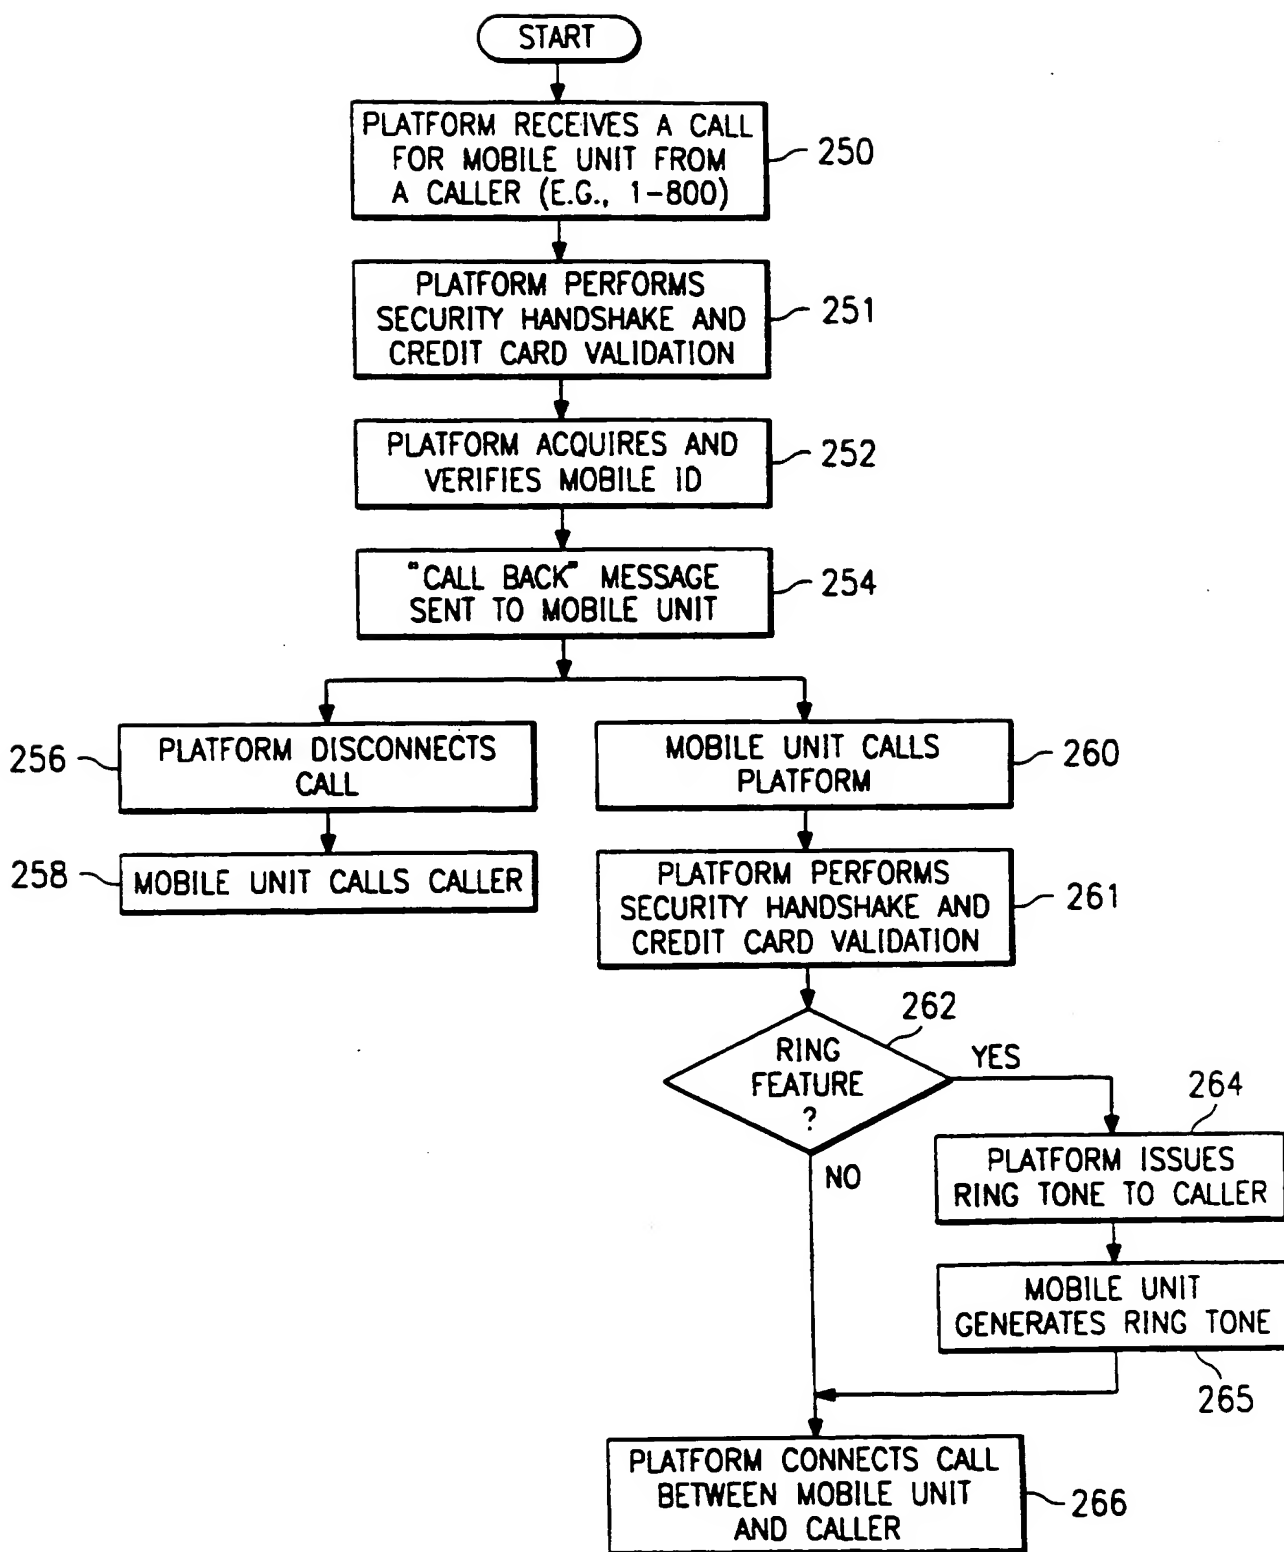 START
PLATFORM RECEIVES A CALL
FOR MOBILE UNIT FROM
A CALLER (E.G., 1-800)
250
PLATFORM PERFORMS
SECURITY HANDSHAKE AND
CREDIT CARD VALIDATION
251
PLATFORM ACQUIRES AND
VERIFIES MOBILE ID
252
"CALL BACK" MESSAGE
SENT TO MOBILE UNIT
254
256
PLATFORM DISCONNECTS
CALL
258
MOBILE UNIT CALLS CALLER
MOBILE UNIT CALLS
PLATFORM
260
PLATFORM PERFORMS
SECURITY HANDSHAKE AND
CREDIT CARD VALIDATION
261
262
RING
FEATURE
?
YES
NO
264
PLATFORM ISSUES
RING TONE TO CALLER
MOBILE UNIT
GENERATES RING TONE
265
PLATFORM CONNECTS CALL
BETWEEN MOBILE UNIT
AND CALLER
266